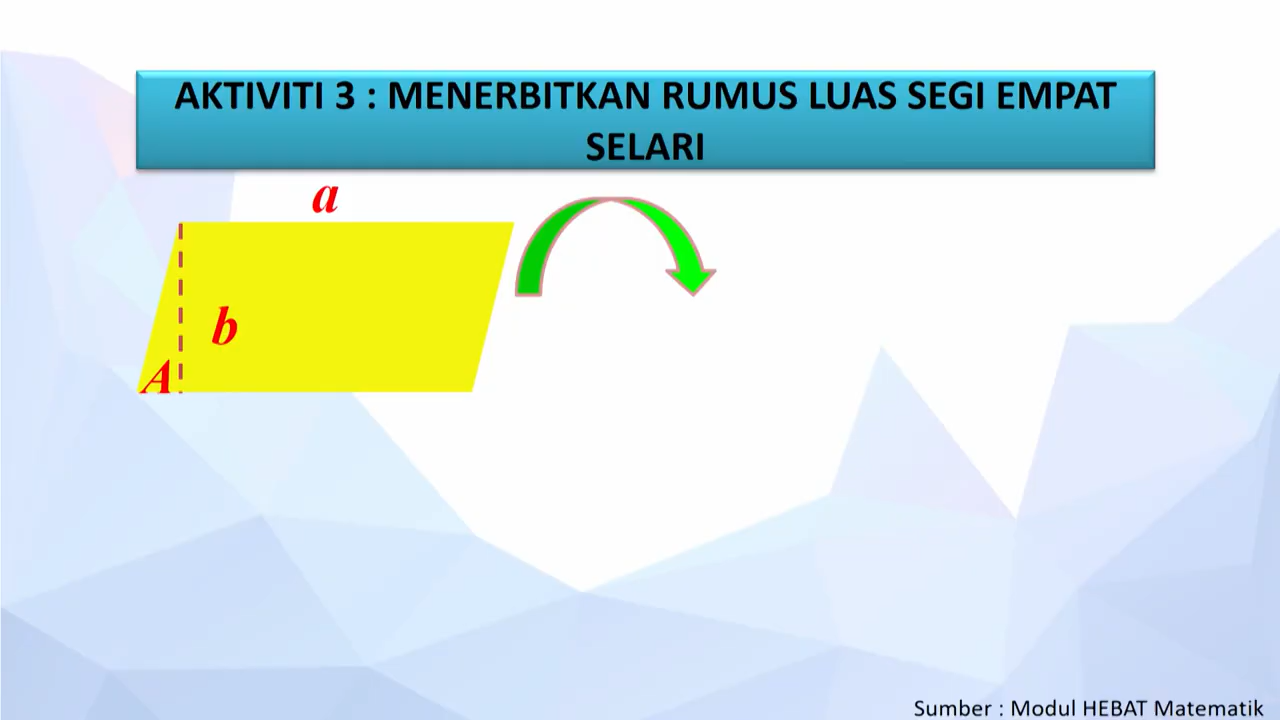 AKTIVITI 3 : MENERBITKAN RUMUS LUAS SEGI EMPAT
SELARI
a
b
A
Sumber : Modul HEBAT Matematik